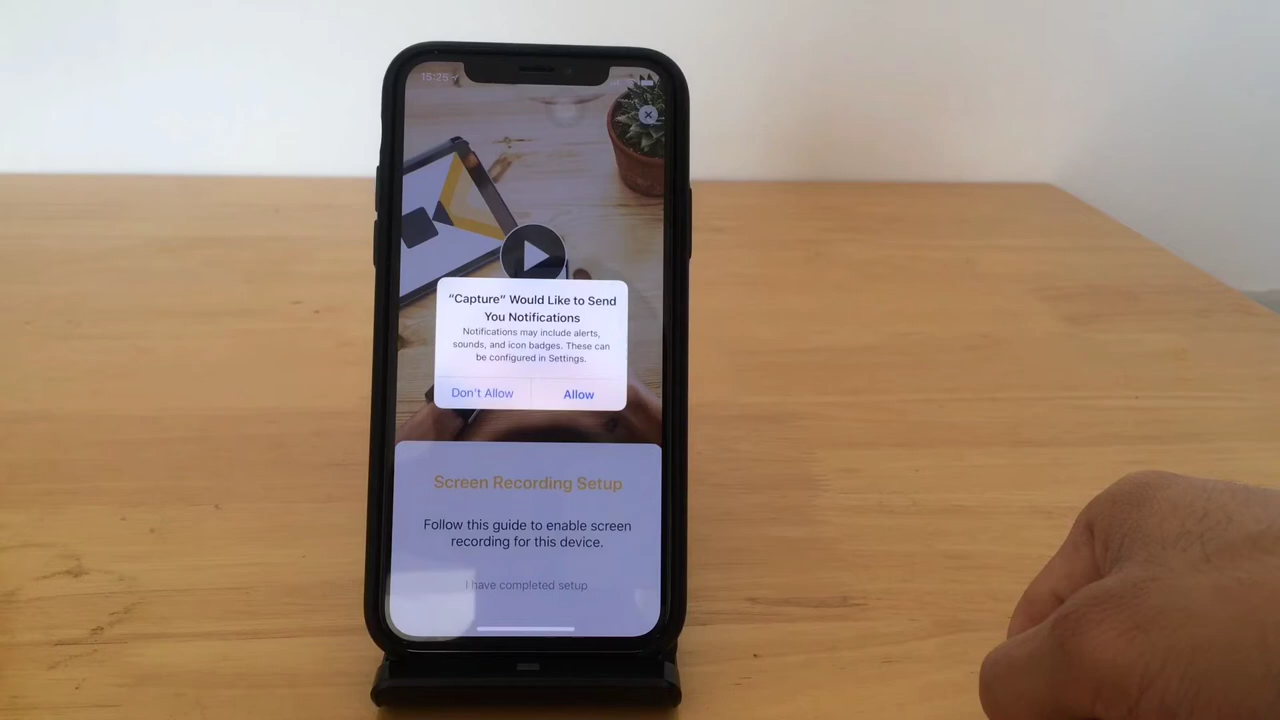 15:25
“Capture” Would Like to Send
You Notifications
Notifications may include alerts,
sounds, and icon badges. These can
be configured in Settings.
Don't Allow
Allow
Screen Recording Setup
Follow this guide to enable screen
recording for this device.
I have completed setup